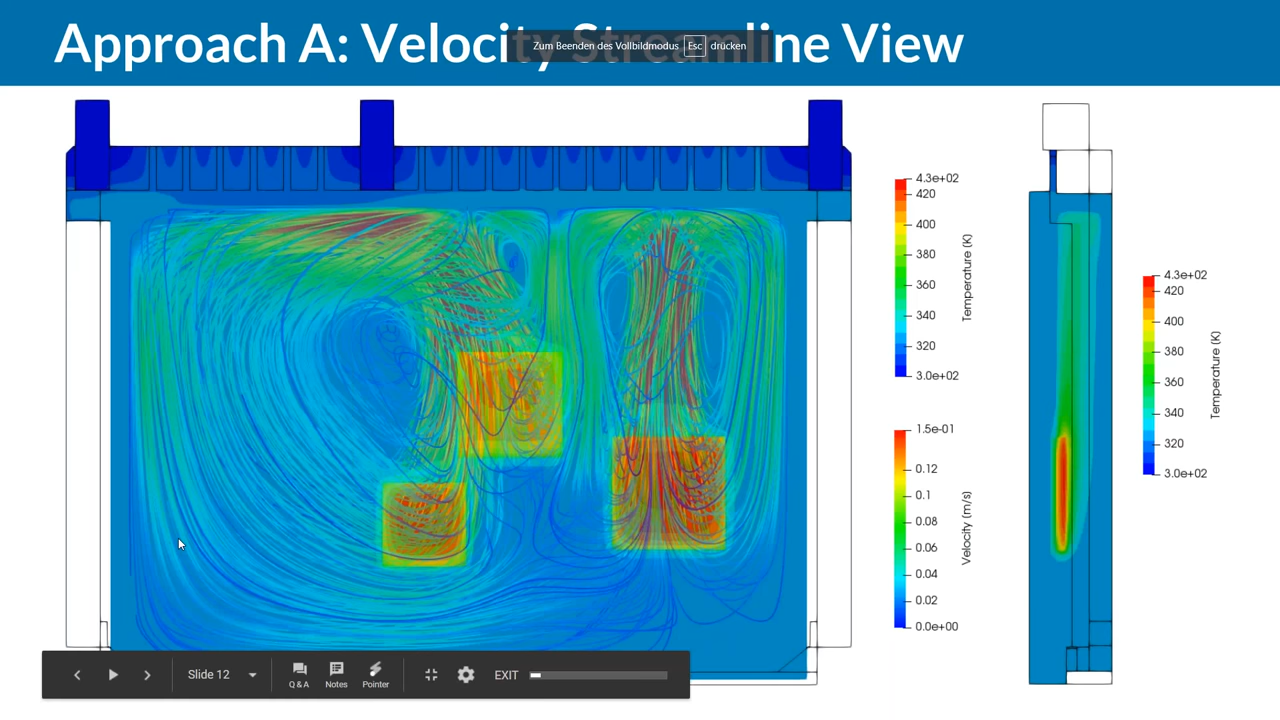 Approach A: Velocity Streamline View
Zum Beenden des Vollbildmodus Esc drücken
4.3e+02
420
400
380
360
340
320
3.0e+02
Temperature (K)
1.5e-01
0.12
0.1
0.08
0.06
0.04
0.02
0.0e+00
Velocity (m/s)
4.3e+02
420
400
380
360
340
320
3.0e+02
Temperature (K)
Slide 12
Q & A
Notes
Pointer
EXIT